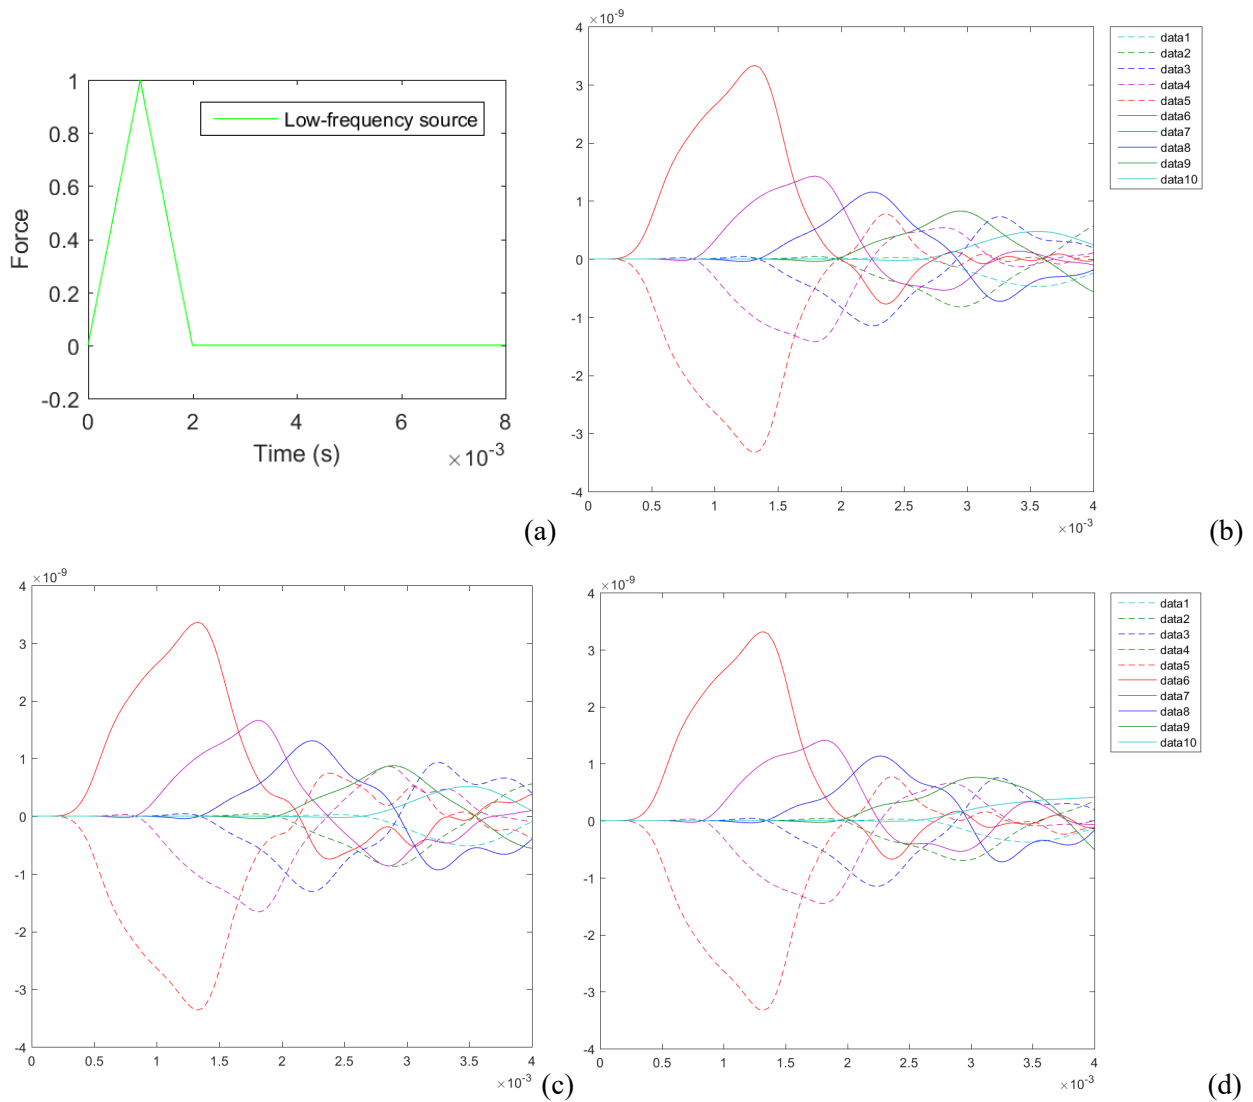 1
0.8
0.6
0.4
0.2
0
-0.2
Force
Low-frequency source
0 2 4 6 8
Time (s)
×10-3
(a)
×10-9
4
3
2
1
0
-1
-2
-3
-4
0 0.5 1 1.5 2 2.5 3 3.5 4
×10-3
data1
data2
data3
data4
data5
data6
data7
data8
data9
data10
(b)
×10-9
4
3
2
1
0
-1
-2
-3
-4
0 0.5 1 1.5 2 2.5 3 3.5 4
×10-3
(c)
×10-9
4
3
2
1
0
-1
-2
-3
-4
0 0.5 1 1.5 2 2.5 3 3.5 4
×10-3
data1
data2
data3
data4
data5
data6
data7
data8
data9
data10
(d)